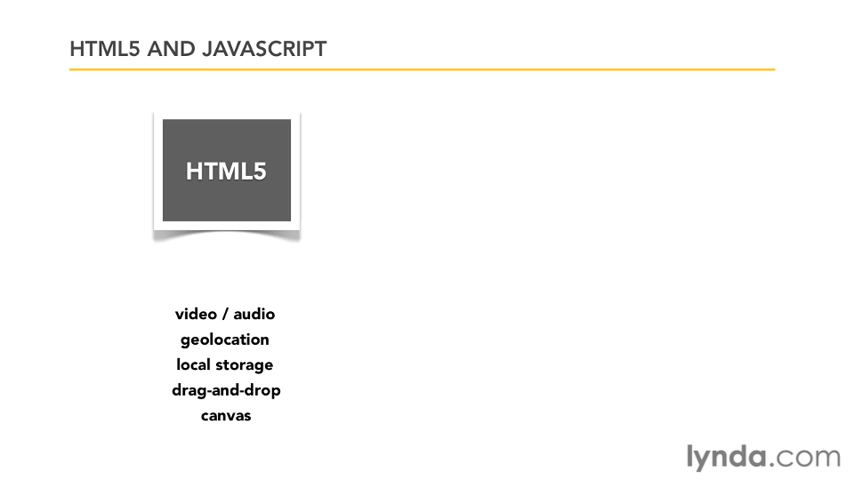 HTML5 AND JAVASCRIPT
HTML5
video / audio
geolocation
local storage
drag-and-drop
canvas
lynda.com